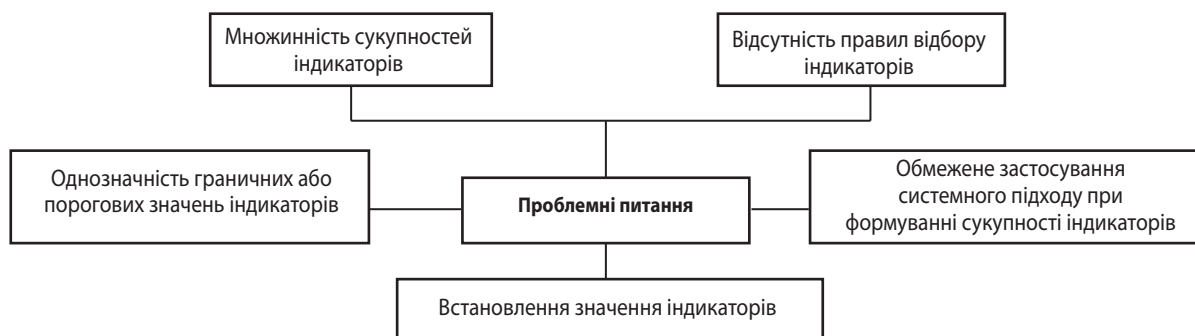 Множинність сукупностей
індикаторів
Відсутність правил відбору
індикаторів
Однозначність граничних або
порогових значень індикаторів
Проблемні питання
Обмежене застосування
системного підходу при
формуванні сукупності індикаторів
Встановлення значення індикаторів